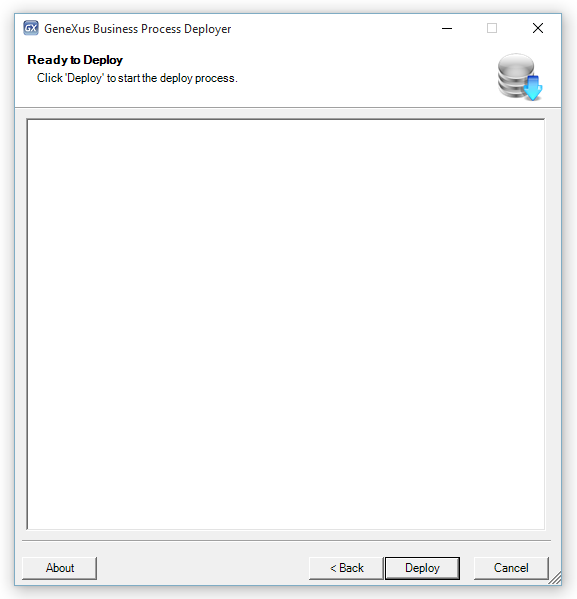 GX GeneXus Business Process Deployer
Ready to Deploy
Click 'Deploy' to start the deploy process.
About
< Back
Deploy
Cancel